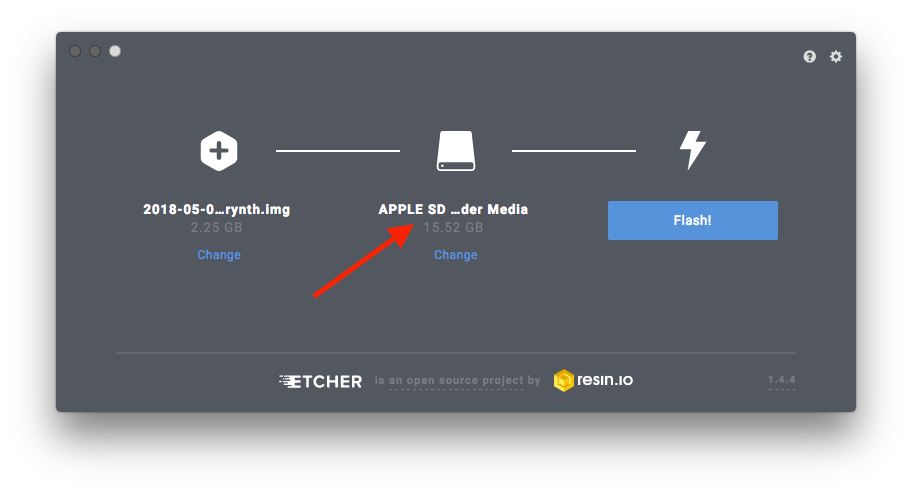 2018-05-0...rynth.img
2.25 GB
Change
APPLE SD ...der Media
15.52 GB
Change
Flash!
ETCHER is an open source project by resin.io
1.4.4